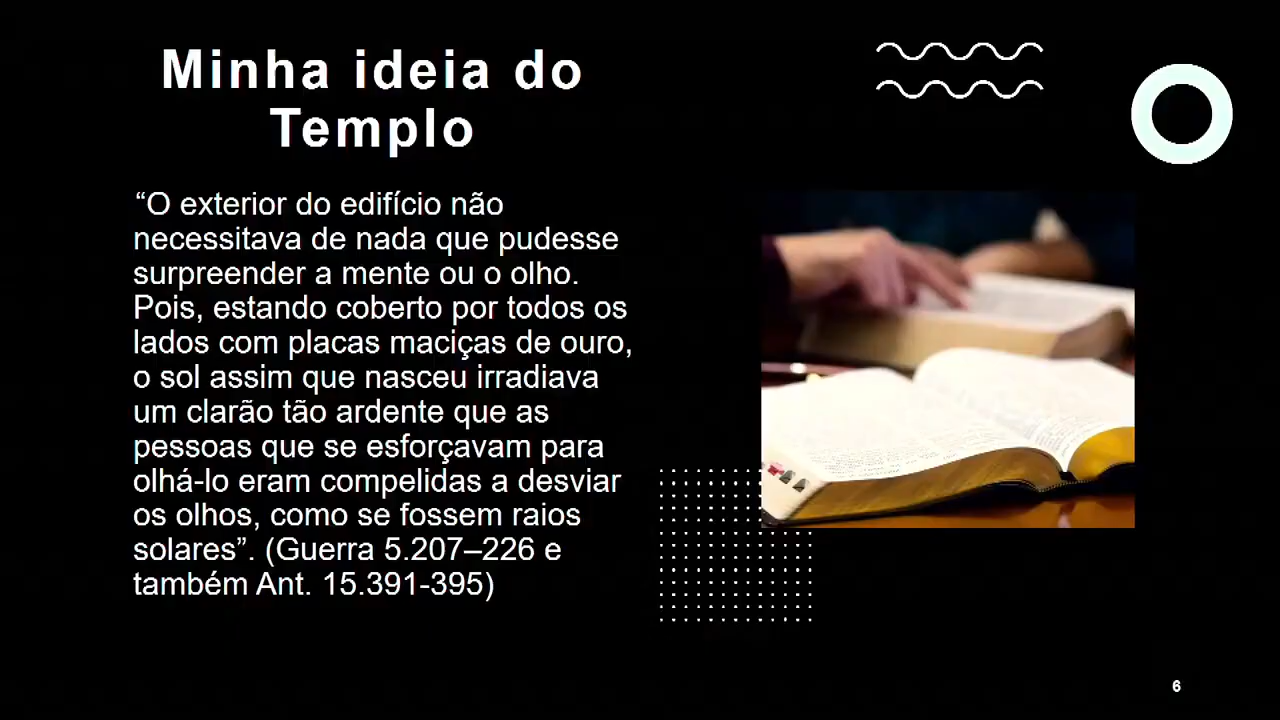 Minha ideia do
Templo
“O exterior do edifício não
necessitava de nada que pudesse
surpreender a mente ou o olho.
Pois, estando coberto por todos os
lados com placas maciças de ouro,
o sol assim que nasceu irradiava
um clarão tão ardente que as
pessoas que se esforçavam para
olhá-lo eram compelidas a desviar
os olhos, como se fossem raios
solares”. (Guerra 5.207–226 e
também Ant. 15.391-395)
6